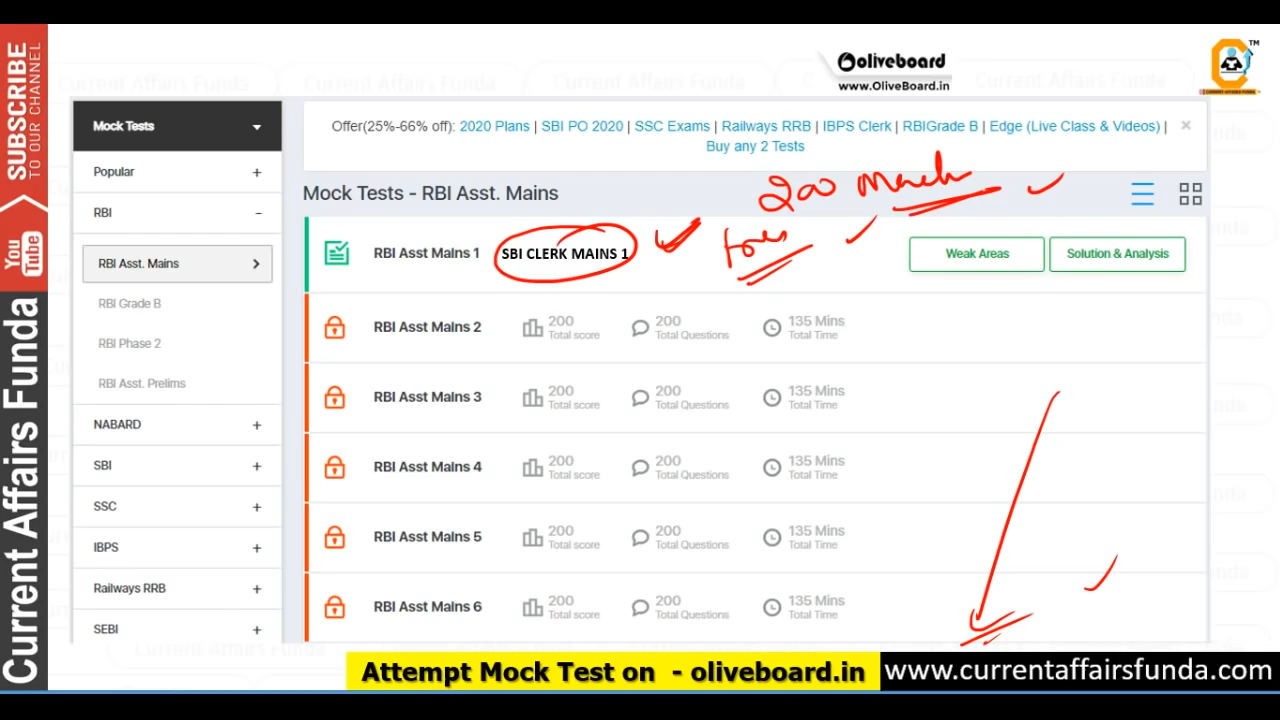 SUBSCRIBE
TO OUR CHANNEL
You Tube
Current Affairs Funda
oliveboard
www.OliveBoard.in
TM
CURRENT AFFAIRS FUNDA
Mock Tests
Popular +
RBI -
RBI Asst. Mains
RBI Grade B
RBI Phase 2
RBI Asst. Prelims
NABARD +
SBI +
SSC +
IBPS +
Railways RRB +
SEBI +
Offer(25%-66% off): 2020 Plans | SBI PO 2020 | SSC Exams | Railways RRB | IBPS Clerk | RBIGrade B | Edge (Live Class & Videos) |
Buy any 2 Tests
×
Mock Tests - RBI Asst. Mains
200 March
RBI Asst Mains 1 SBI CLERK MAINS 1
Weak Areas Solution & Analysis
RBI Asst Mains 2 200 Total score 200 Total Questions 135 Mins Total Time
RBI Asst Mains 3 200 Total score 200 Total Questions 135 Mins Total Time
RBI Asst Mains 4 200 Total score 200 Total Questions 135 Mins Total Time
RBI Asst Mains 5 200 Total score 200 Total Questions 135 Mins Total Time
RBI Asst Mains 6 200 Total score 200 Total Questions 135 Mins Total Time
Attempt Mock Test on - oliveboard.in
www.currentaffairsfunda.com